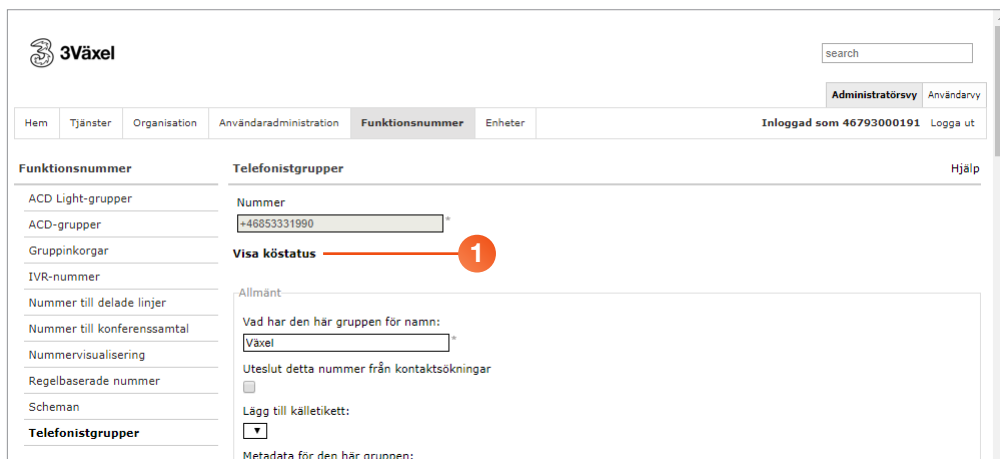 3Växel
search
Administratörsvy Användarvy
Hem Tjänster Organisation Användaradministration Funktionsnummer Enheter Inloggad som 46793000191 Logga ut
Funktionsnummer
Telefonistgrupper Hjälp
ACD Light-grupper
ACD-grupper
Gruppinkorgar
IVR-nummer
Nummer till delade linjer
Nummer till konferenssamtal
Nummervisualisering
Regelbaserade nummer
Scheman
Telefonistgrupper
Nummer
+46853331990 *
Visa köstatus 1
Allmänt
Vad har den här gruppen för namn:
Växel *
Uteslut detta nummer från kontaktsökningar
Lägg till källetikett:
Metadata för den här gruppen: